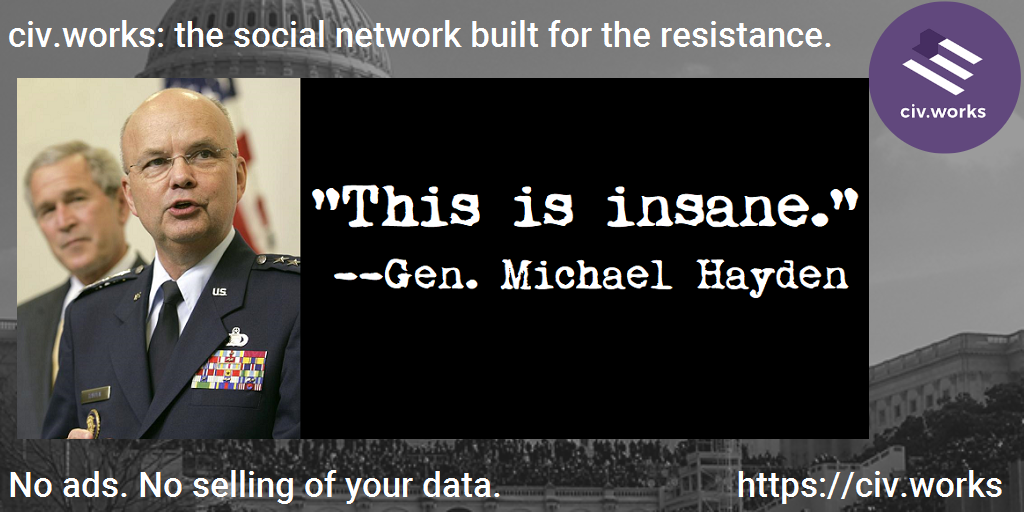 civ.works: the social network built for the resistance.
civ.works
"This is insane."
--Gen. Michael Hayden
U.S.
No ads. No selling of your data.
https://civ.works